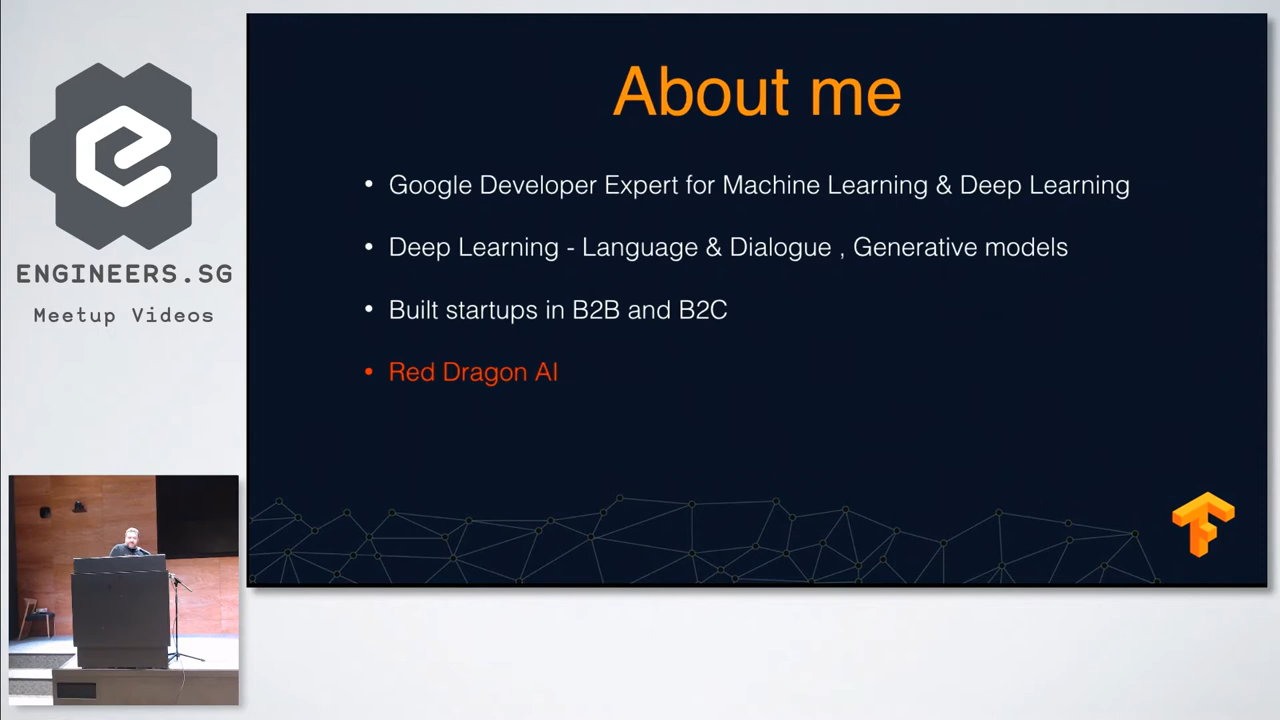 ENGINEERS.SG
Meetup Videos
About me
• Google Developer Expert for Machine Learning & Deep Learning
• Deep Learning - Language & Dialogue , Generative models
• Built startups in B2B and B2C
• Red Dragon AI